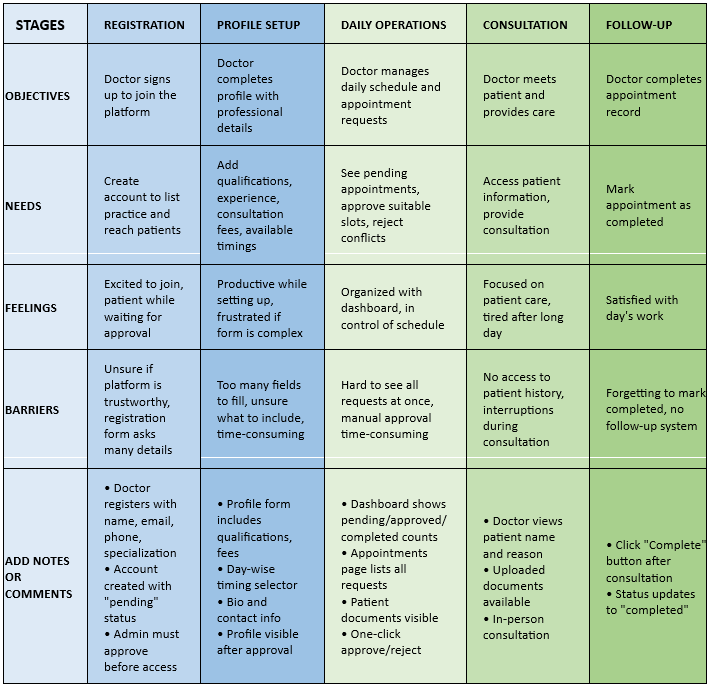 STAGES
REGISTRATION
PROFILE SETUP
DAILY OPERATIONS
CONSULTATION
FOLLOW-UP
OBJECTIVES
Doctor signs
up to join the
platform
Doctor
completes
profile with
professional
details
Doctor manages
daily schedule and
appointment
requests
Doctor meets
patient and
provides care
Doctor completes
appointment
record
NEEDS
Create
account to list
practice and
reach patients
Add
qualifications,
experience,
consultation
fees, available
timings
See pending
appointments,
approve suitable
slots, reject
conflicts
Access patient
information,
provide
consultation
Mark
appointment as
completed
FEELINGS
Excited to join,
patient while
waiting for
approval
Productive while
setting up,
frustrated if
form is complex
Organized with
dashboard, in
control of schedule
Focused on
patient care,
tired after long
day
Satisfied with
day's work
BARRIERS
Unsure if
platform is
trustworthy,
registration
form asks
many details
Too many fields
to fill, unsure
what to include,
time-consuming
Hard to see all
requests at once,
manual approval
time-consuming
No access to
patient history,
interruptions
during
consultation
Forgetting to mark
completed, no
follow-up system
ADD NOTES
OR
COMMENTS
• Doctor
registers with
name, email,
phone,
specialization
• Account
created with
"pending"
status
• Admin must
approve
before access
• Profile form
includes
qualifications,
fees
• Day-wise
timing selector
• Bio and
contact info
• Profile visible
after approval
• Dashboard shows
pending/approved/
completed counts
• Appointments
page lists all
requests
• Patient
documents visible
• One-click
approve/reject
• Doctor views
patient name
and reason
• Uploaded
documents
available
• In-person
consultation
• Click "Complete"
button after
consultation
• Status updates
to "completed"